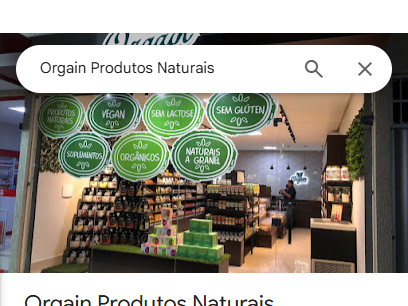 Orgain Produtos Naturais
PRODUTOS
NATURAIS
VEGAN
SEM LACTOSE
SEM GLÚTEN
SUPLEMENTOS
ORGÂNICOS
NATURAIS
A GRANEL
Orgain Produtos Naturais